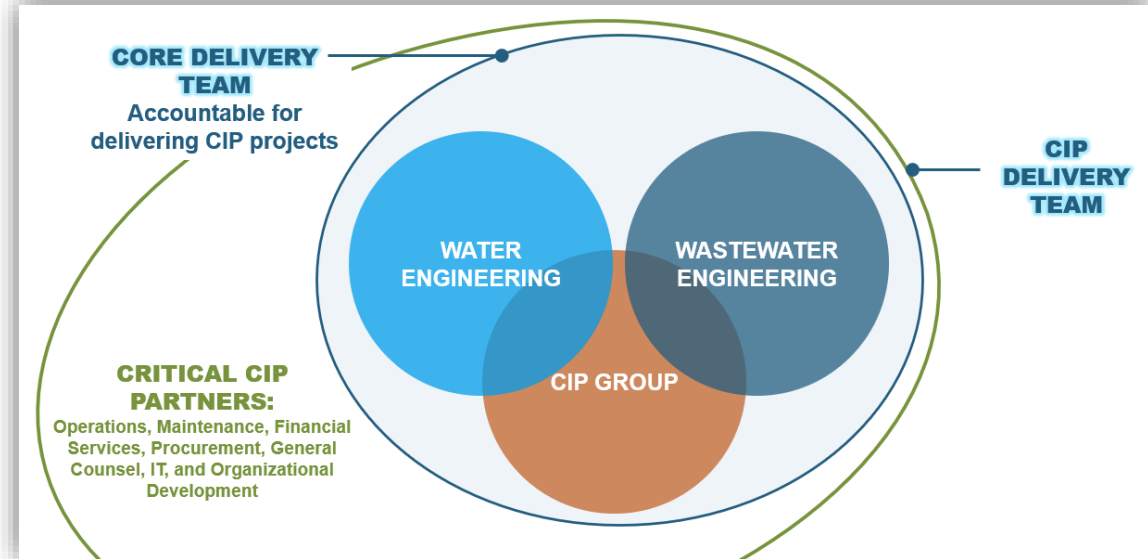 CORE DELIVERY
TEAM
Accountable for
delivering CIP projects
CIP
DELIVERY
TEAM
WATER
ENGINEERING
WASTEWATER
ENGINEERING
CIP GROUP
CRITICAL CIP
PARTNERS:
Operations, Maintenance, Financial
Services, Procurement, General
Counsel, IT, and Organizational
Development